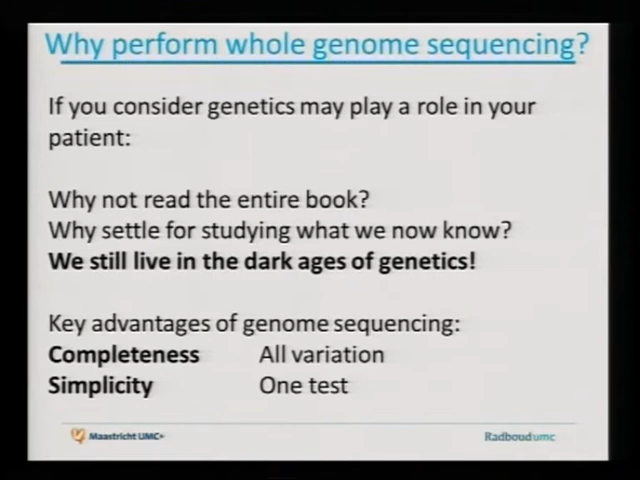 Why perform whole genome sequencing?
If you consider genetics may play a role in your
patient:
Why not read the entire book?
Why settle for studying what we now know?
We still live in the dark ages of genetics!
Key advantages of genome sequencing:
Completeness All variation
Simplicity One test
Maastricht UMC+ Radboudumc